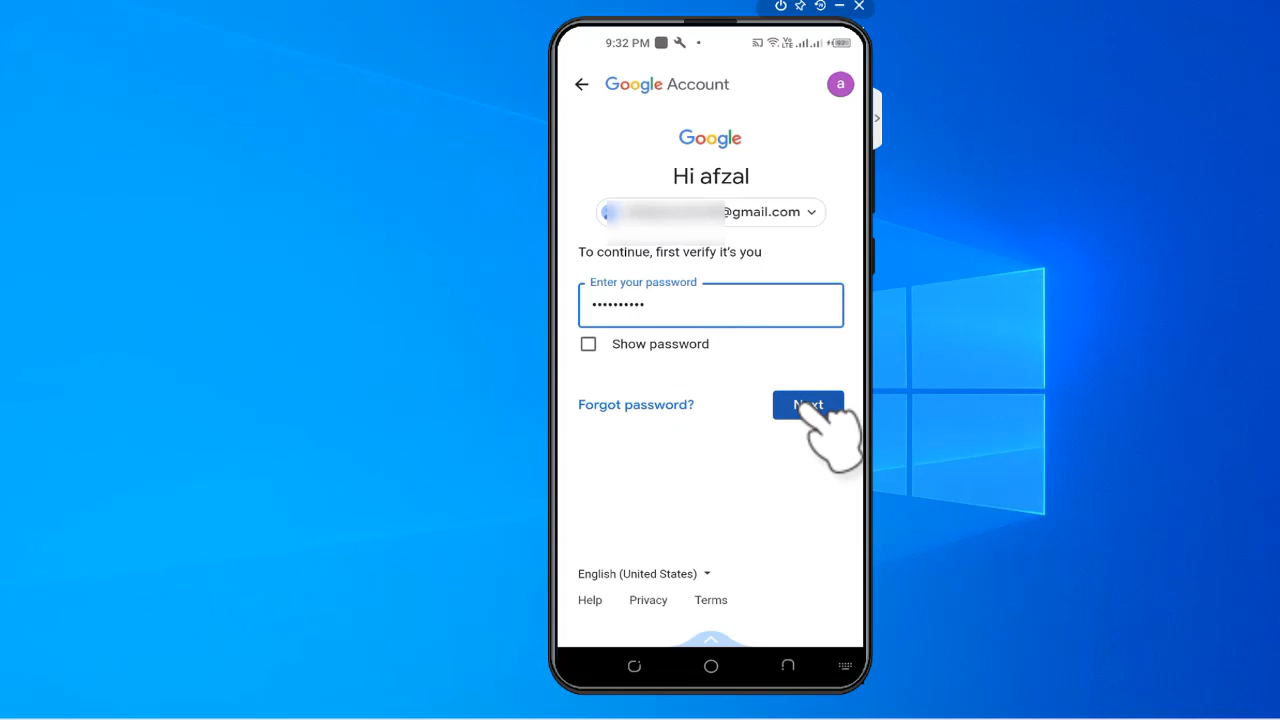 9:32 PM
Google Account
a
Google
Hi afzal
@gmail.com
To continue, first verify it's you
Enter your password
••••••••••
Show password
Forgot password?
Next
English (United States)
Help Privacy Terms